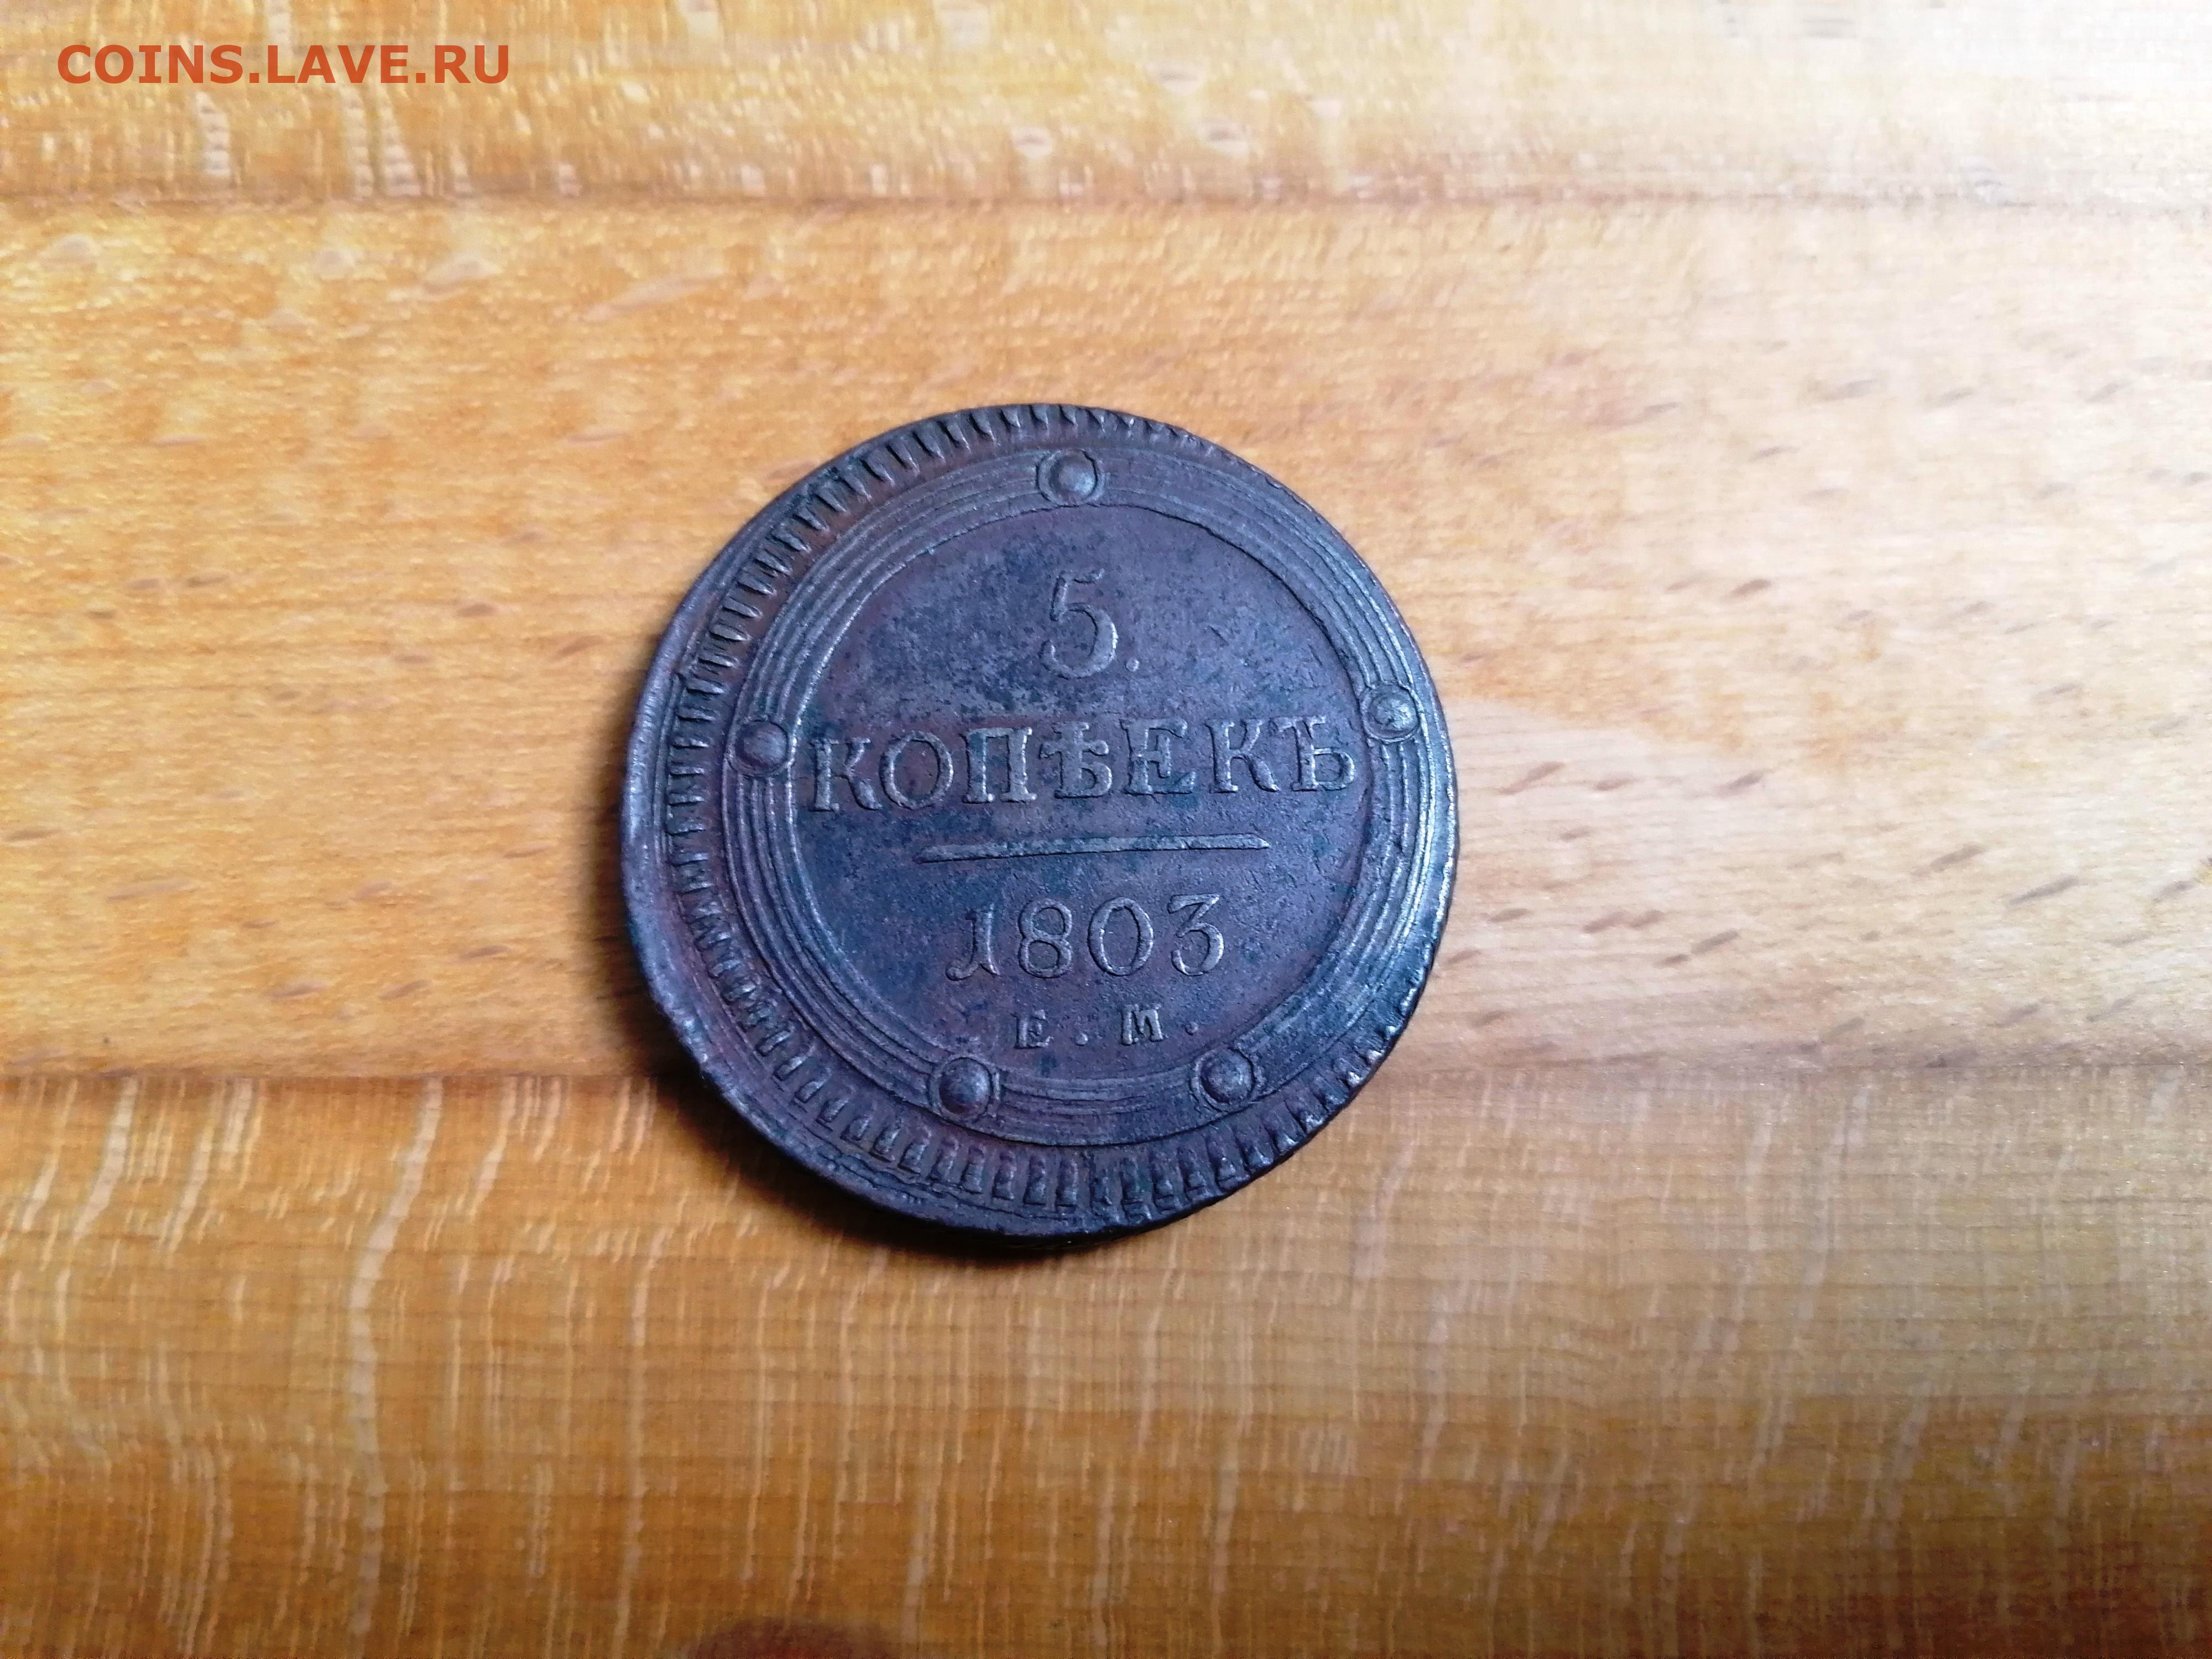 COINS.LAVE.RU
5.
КОПѢЕКЪ
1803.
Е. М.